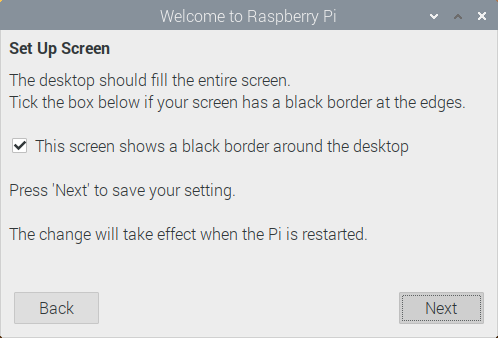 Welcome to Raspberry Pi
Set Up Screen
The desktop should fill the entire screen.
Tick the box below if your screen has a black border at the edges.
This screen shows a black border around the desktop
Press 'Next' to save your setting.
The change will take effect when the Pi is restarted.
Back
Next